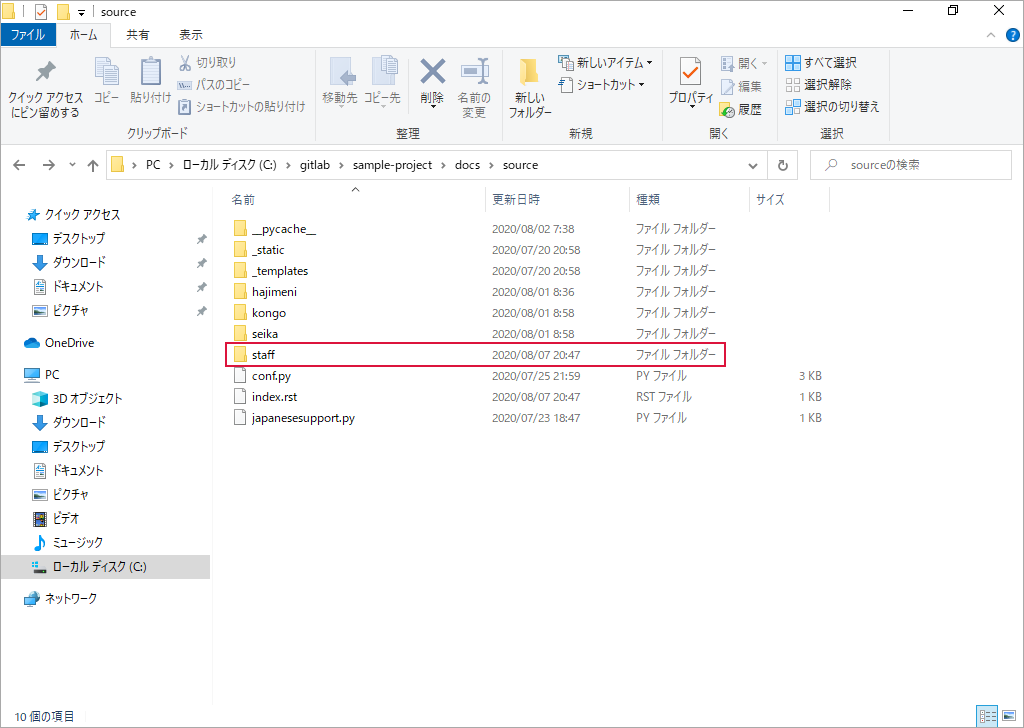 source
ファイル ホーム 共有 表示
クイック アクセスにピン留めする
コピー
貼り付け
切り取り
パスのコピー
ショートカットの貼り付け
クリップボード
移動先
コピー先
削除
名前の変更
整理
新しいフォルダー
新しいアイテム
ショートカット
新規
プロパティ
開く
編集
履歴
開く
すべて選択
選択解除
選択の切り替え
選択
PC ローカル ディスク (C:) gitlab sample-project docs source
sourceの検索
クイック アクセス
デスクトップ
ダウンロード
ドキュメント
ピクチャ
OneDrive
PC
3D オブジェクト
ダウンロード
デスクトップ
ドキュメント
ピクチャ
ビデオ
ミュージック
ローカル ディスク (C:)
ネットワーク
名前 更新日時 種類 サイズ
__pycache__ 2020/08/02 7:38 ファイル フォルダー
_static 2020/07/20 20:58 ファイル フォルダー
_templates 2020/07/20 20:58 ファイル フォルダー
hajimeni 2020/08/01 8:36 ファイル フォルダー
kongo 2020/08/01 8:58 ファイル フォルダー
seika 2020/08/01 8:58 ファイル フォルダー
staff 2020/08/07 20:47 ファイル フォルダー
conf.py 2020/07/25 21:59 PY ファイル 3 KB
index.rst 2020/08/07 20:47 RST ファイル 1 KB
japanesesupport.py 2020/07/23 18:47 PY ファイル 1 KB
10 個の項目